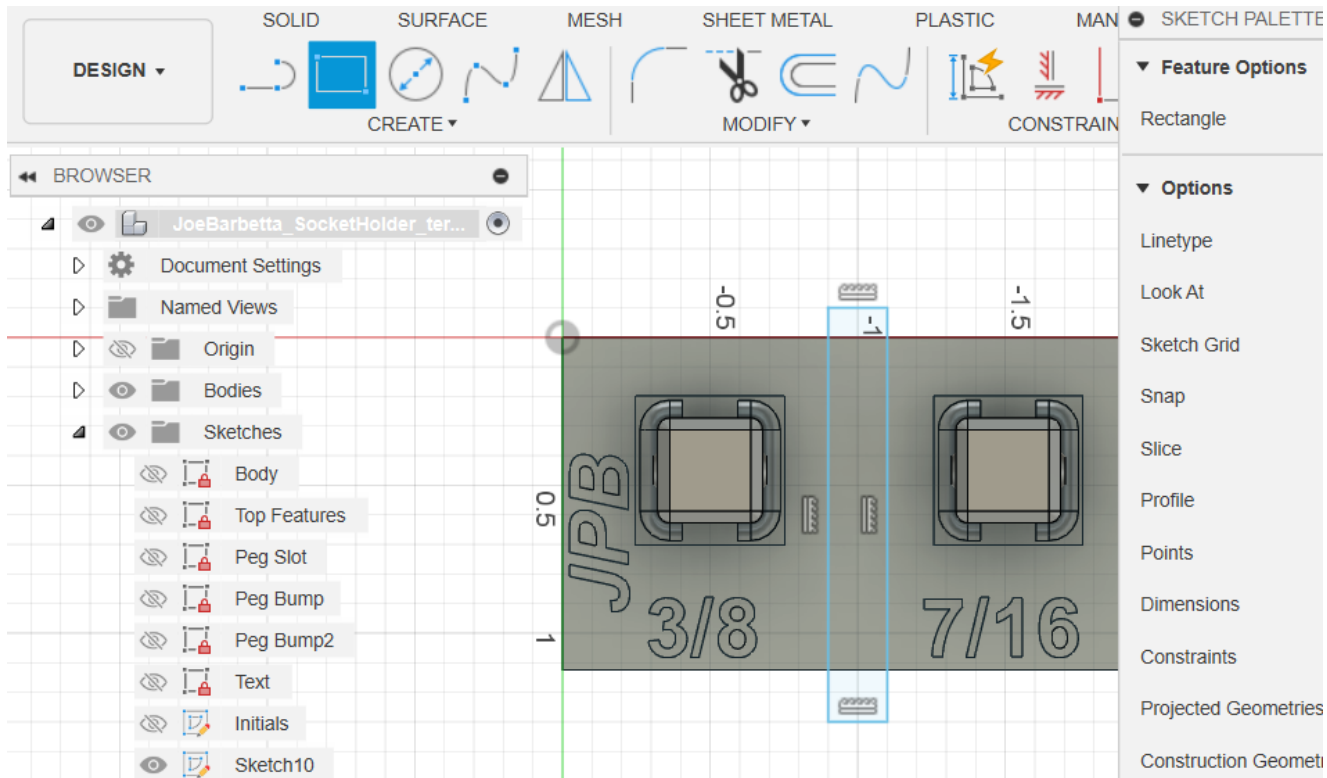 SOLID SURFACE MESH SHEET METAL PLASTIC MAN
SKETCH PALETTE
DESIGN
CREATE MODIFY CONSTRAIN
Feature Options
Rectangle
Options
Linetype
Look At
Sketch Grid
Snap
Slice
Profile
Points
Dimensions
Constraints
Projected Geometries
Construction Geometr
BROWSER
JoeBarbetta_SocketHolder_ter...
Document Settings
Named Views
Origin
Bodies
Sketches
Body
Top Features
Peg Slot
Peg Bump
Peg Bump2
Text
Initials
Sketch10
-0.5
-1
-1.5
0.5
1
JPB
3/8
7/16